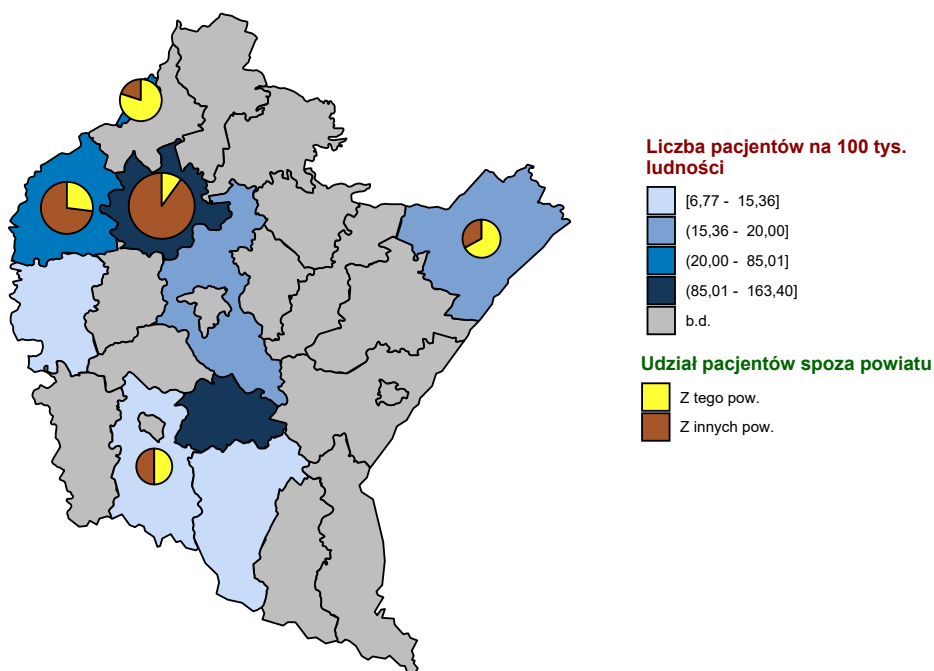 Liczba pacjentów na 100 tys.
ludności
[6,77 - 15,36]
(15,36 - 20,00]
(20,00 - 85,01]
(85,01 - 163,40]
b.d.
Udział pacjentów spoza powiatu
Z tego pow.
Z innych pow.